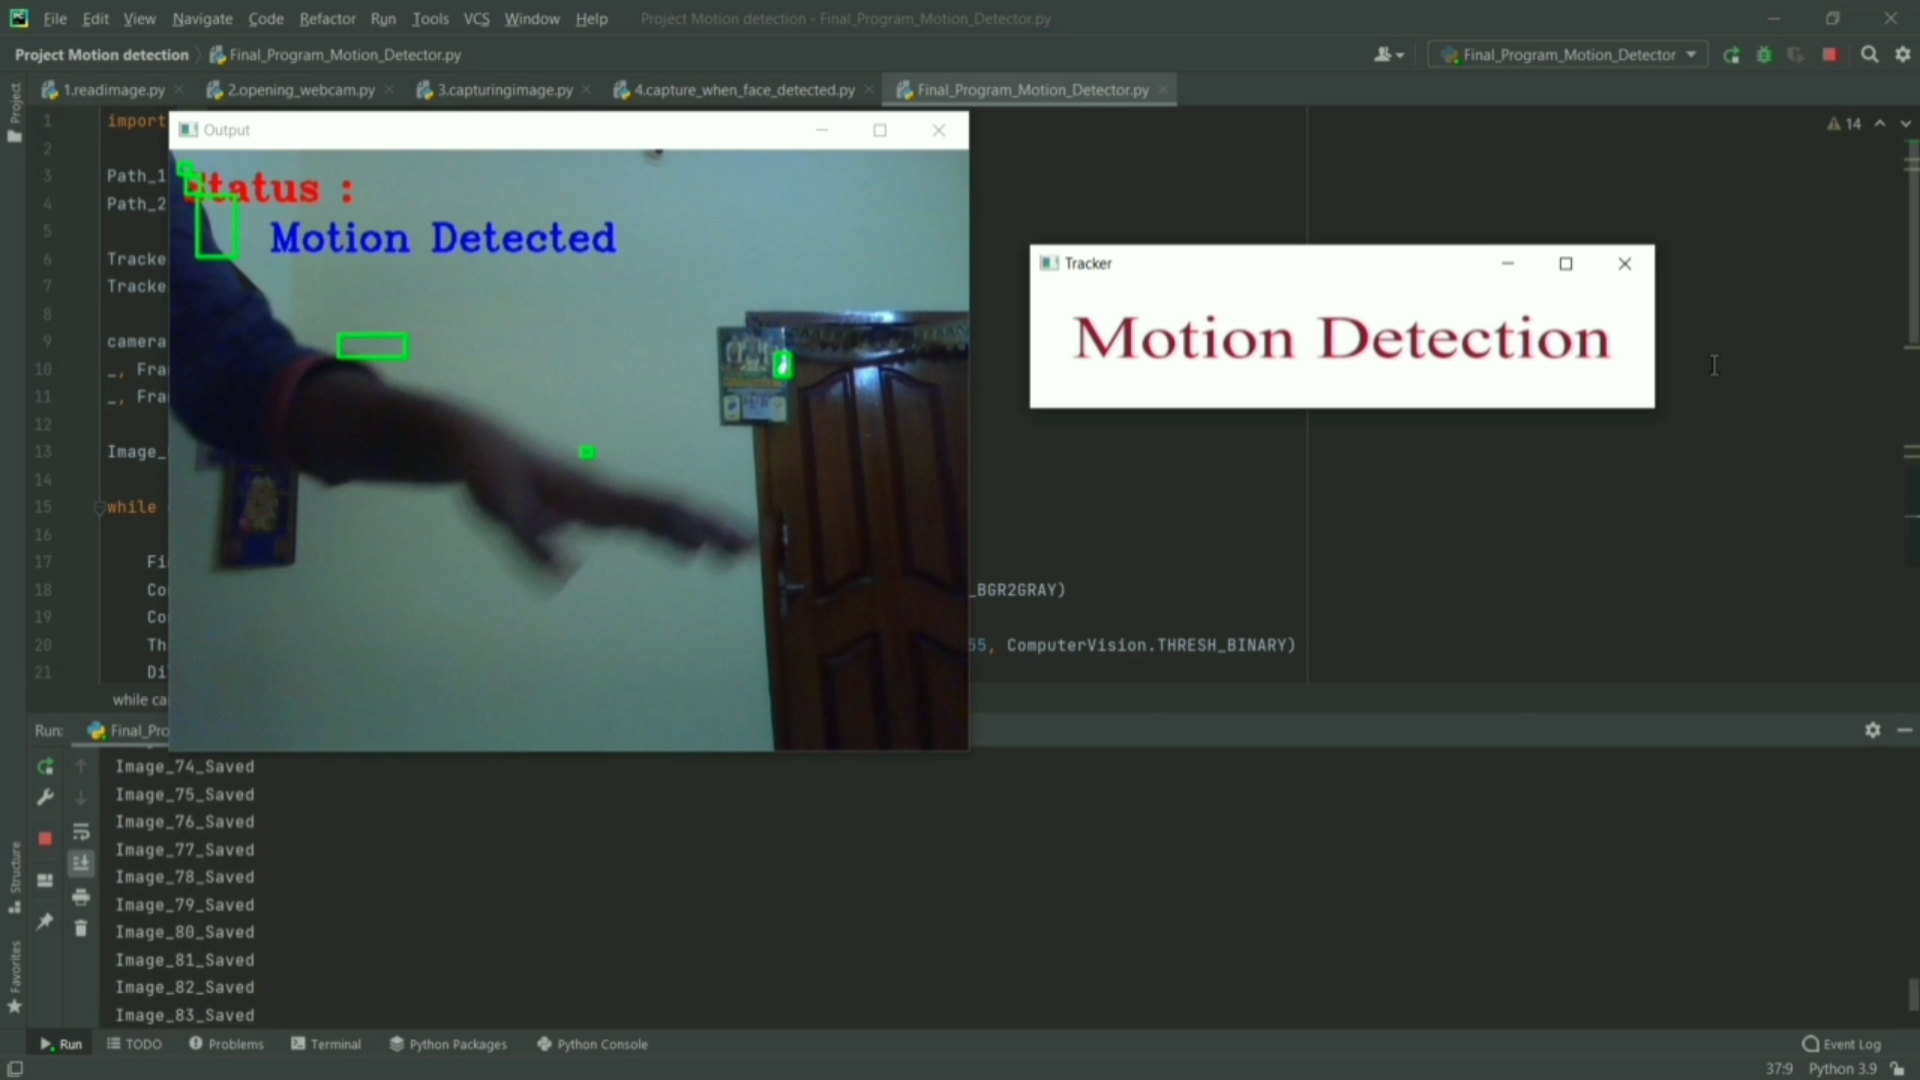 File Edit View Navigate Code Refactor Run Tools VCS Window Help Project Motion detection - Final_Program_Motion_Detector.py
Project Motion detection Final_Program_Motion_Detector.py Final_Program_Motion_Detector
1.readimage.py 2.opening_webcam.py 3.capturingimage.py 4.capture_when_face_detected.py Final_Program_Motion_Detector.py
Project
14
Output
Status :
Motion Detected
Tracker
Motion Detection
1 import
2
3 Path_1
4 Path_2
5
6 Tracke
7 Tracke
8
9 camera
10 _, Fra
11 _, Fra
12
13 Image_
14
15 while
16
17 Fi
18 Co _BGR2GRAY)
19 Co
20 Th 55, ComputerVision.THRESH_BINARY)
21 Di
while ca
Run: Final_Pro
Image_74_Saved
Image_75_Saved
Image_76_Saved
Image_77_Saved
Image_78_Saved
Image_79_Saved
Image_80_Saved
Image_81_Saved
Image_82_Saved
Image_83_Saved
Structure
Favorites
Run TODO Problems Terminal Python Packages Python Console Event Log
37:9 Python 3.9